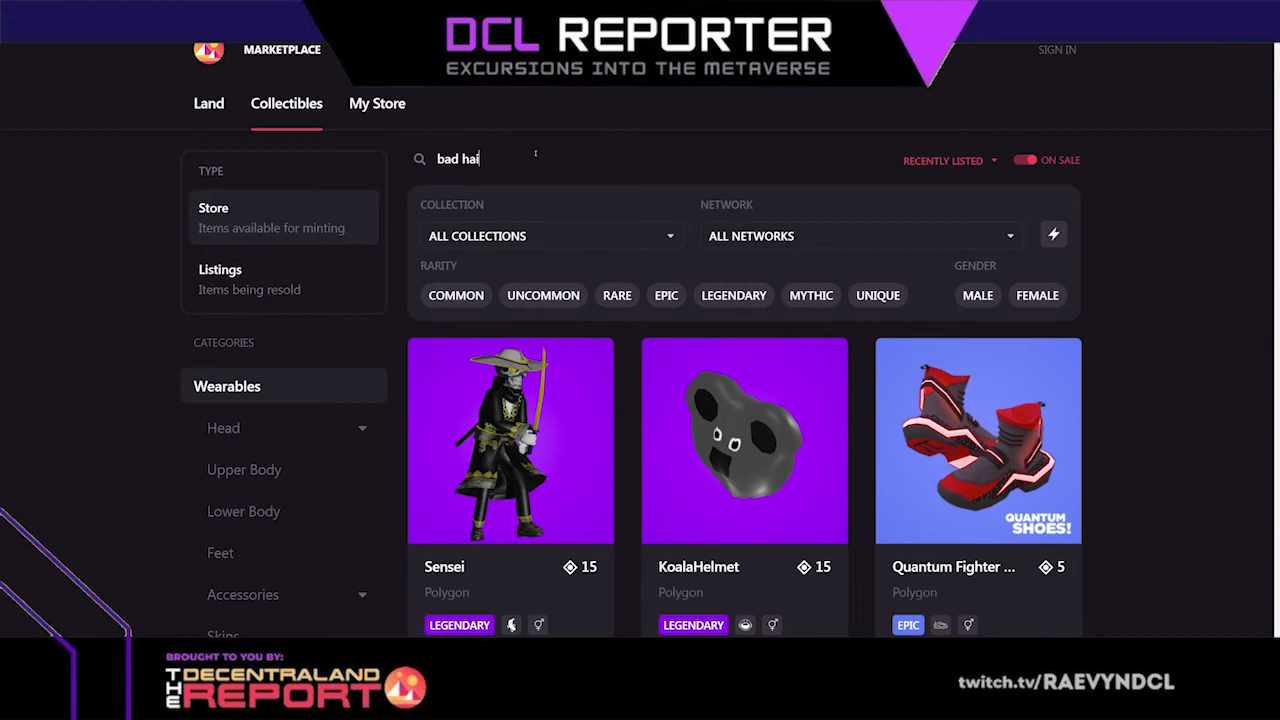 DCL REPORTER
EXCURSIONS INTO THE METAVERSE
MARKETPLACE
SIGN IN
Land
Collectibles
My Store
TYPE
Store
Items available for minting
Listings
Items being resold
bad hai
RECENTLY LISTED
ON SALE
COLLECTION
NETWORK
ALL COLLECTIONS
ALL NETWORKS
RARITY
GENDER
COMMON
UNCOMMON
RARE
EPIC
LEGENDARY
MYTHIC
UNIQUE
MALE
FEMALE
CATEGORIES
Wearables
Head
Upper Body
Lower Body
Feet
Accessories
Skins
QUANTUM
SHOES!
Sensei
15
Polygon
LEGENDARY
KoalaHelmet
15
Polygon
LEGENDARY
Quantum Fighter ...
5
Polygon
EPIC
BROUGHT TO YOU BY:
THE DECENTRALAND
REPORT
twitch.tv/RAEVYNDCL